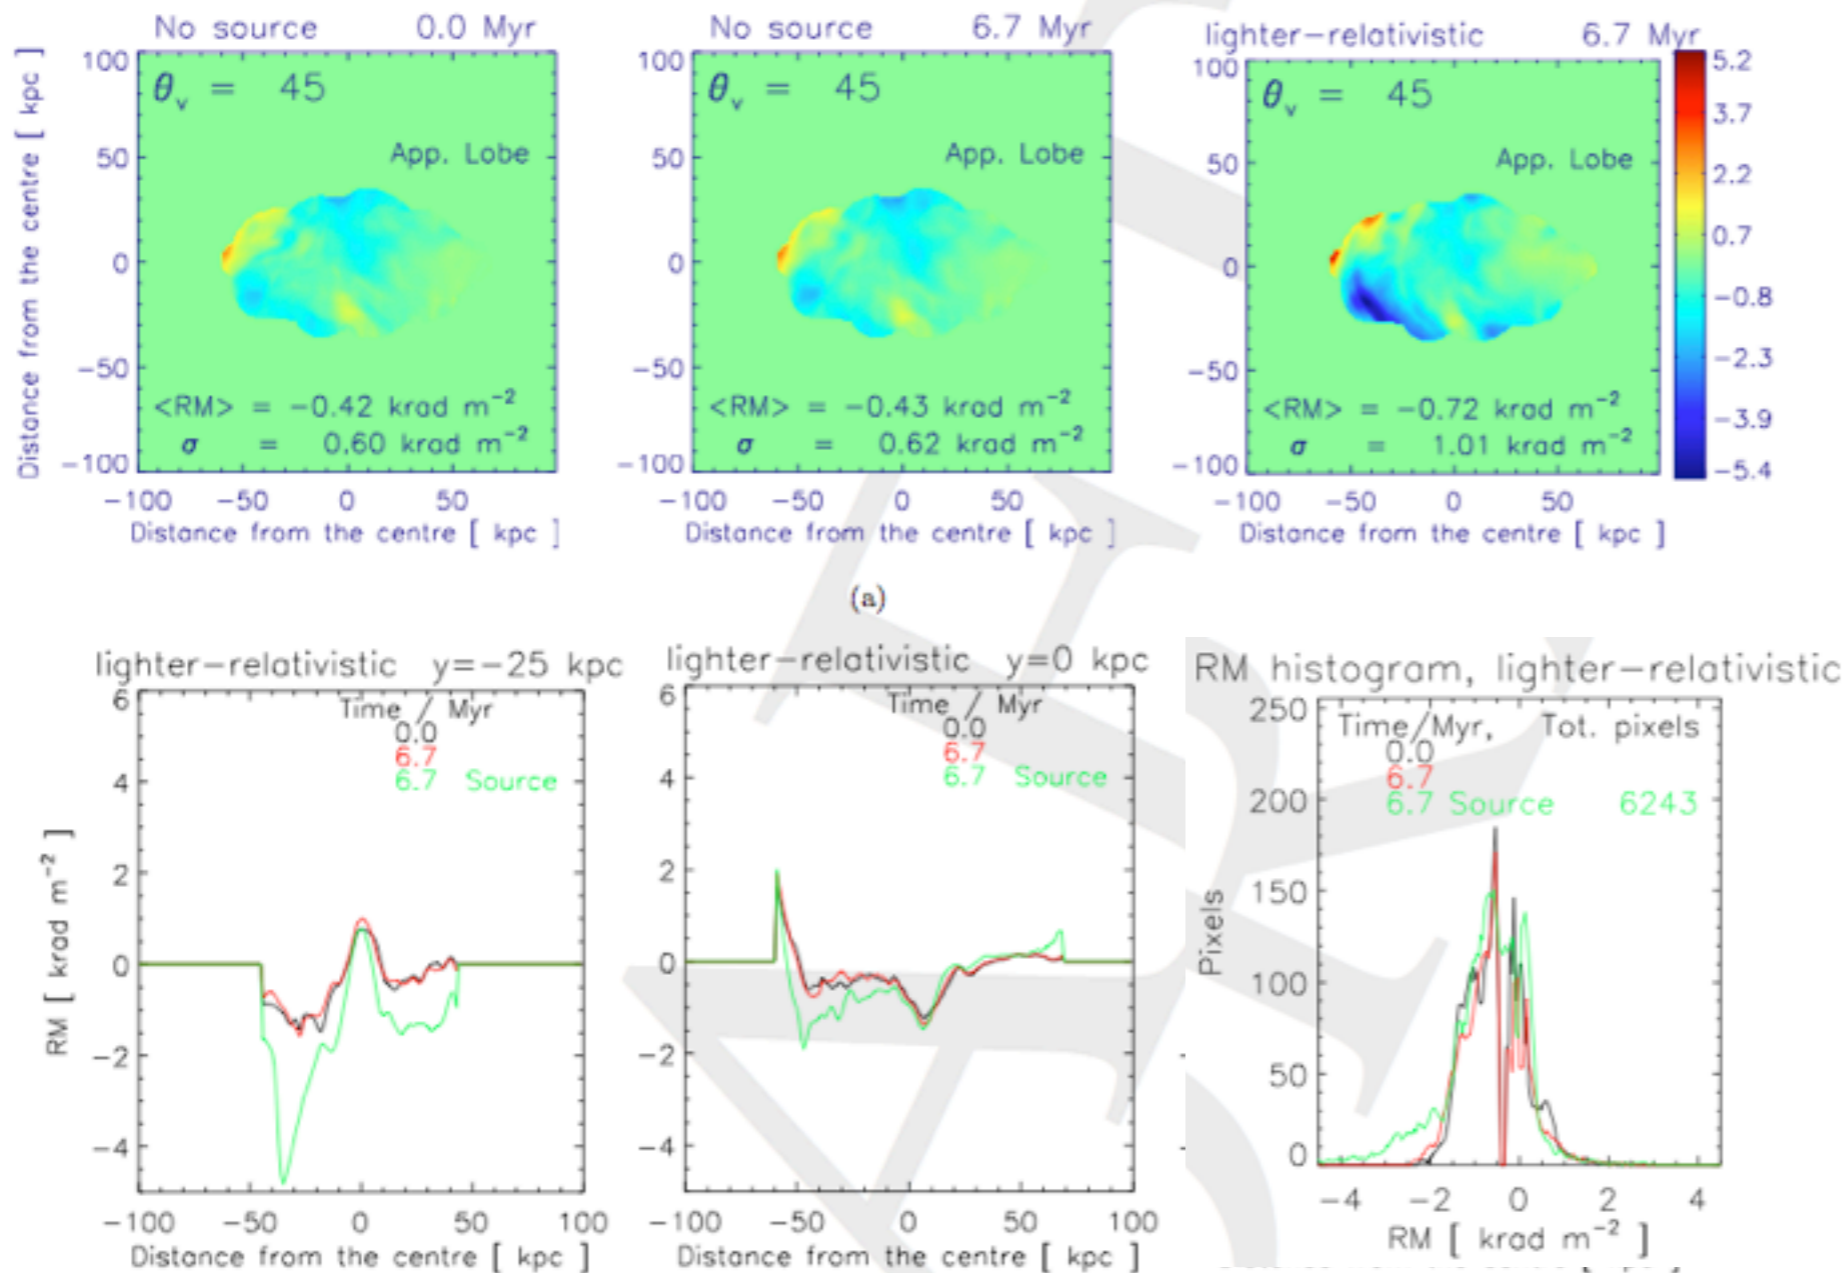 No source 0.0 Myr
θv = 45
App. Lobe
<RM> = −0.42 krad m−2
σ = 0.60 krad m−2
100
50
0
−50
−100
−100 −50 0 50
Distance from the centre [ kpc ]
Distance from the centre [ kpc ]
No source 6.7 Myr
θv = 45
App. Lobe
<RM> = −0.43 krad m−2
σ = 0.62 krad m−2
100
50
0
−50
−100
−100 −50 0 50
Distance from the centre [ kpc ]
lighter−relativistic 6.7 Myr
θv = 45
App. Lobe
<RM> = −0.72 krad m−2
σ = 1.01 krad m−2
100
50
0
−50
−100
−100 −50 0 50
Distance from the centre [ kpc ]
5.2
3.7
2.2
0.7
−0.8
−2.3
−3.9
−5.4
(a)
lighter−relativistic y=−25 kpc
Time / Myr
0.0
6.7
6.7 Source
6
4
2
0
−2
−4
RM [ krad m−2 ]
−100 −50 0 50 100
Distance from the centre [ kpc ]
lighter−relativistic y=0 kpc
Time / Myr
0.0
6.7
6.7 Source
6
4
2
0
−2
−4
−100 −50 0 50 100
Distance from the centre [ kpc ]
RM histogram, lighter−relativistic
Time/Myr, Tot. pixels
0.0
6.7
6.7 Source 6243
250
200
150
100
50
0
Pixels
−4 −2 0 2 4
RM [ krad m−2 ]